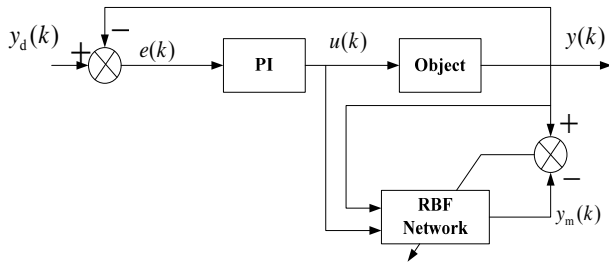 −
y_d(k)
+
e(k)
PI
u(k)
Object
y(k)
+
−
RBF
Network
y_m(k)